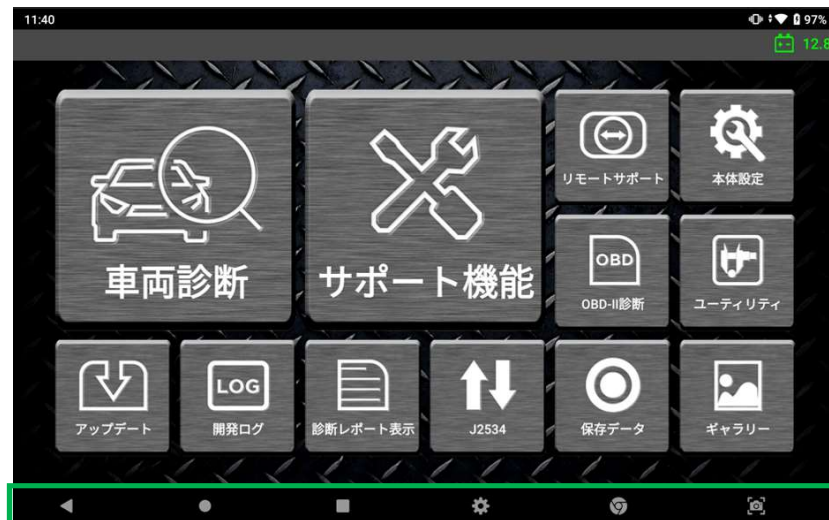 11:40
97%
12.8
車両診断
サポート機能
リモートサポート
本体設定
OBD
OBD-II診断
ユーティリティ
アップデート
LOG
開発ログ
診断レポート表示
J2534
保存データ
ギャラリー